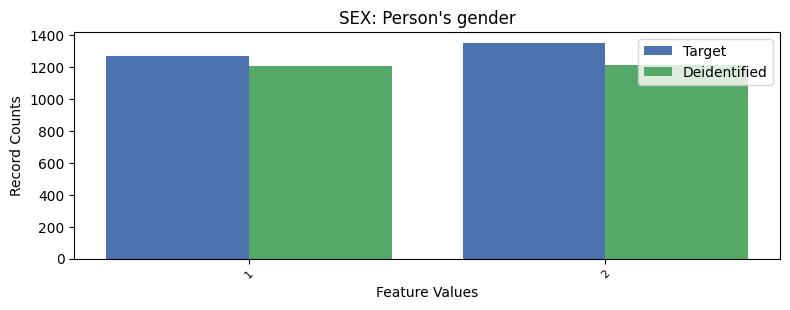 SEX: Person's gender
Target
Deidentified
1400
1200
1000
800
600
400
200
0
Record Counts
1
2
Feature Values